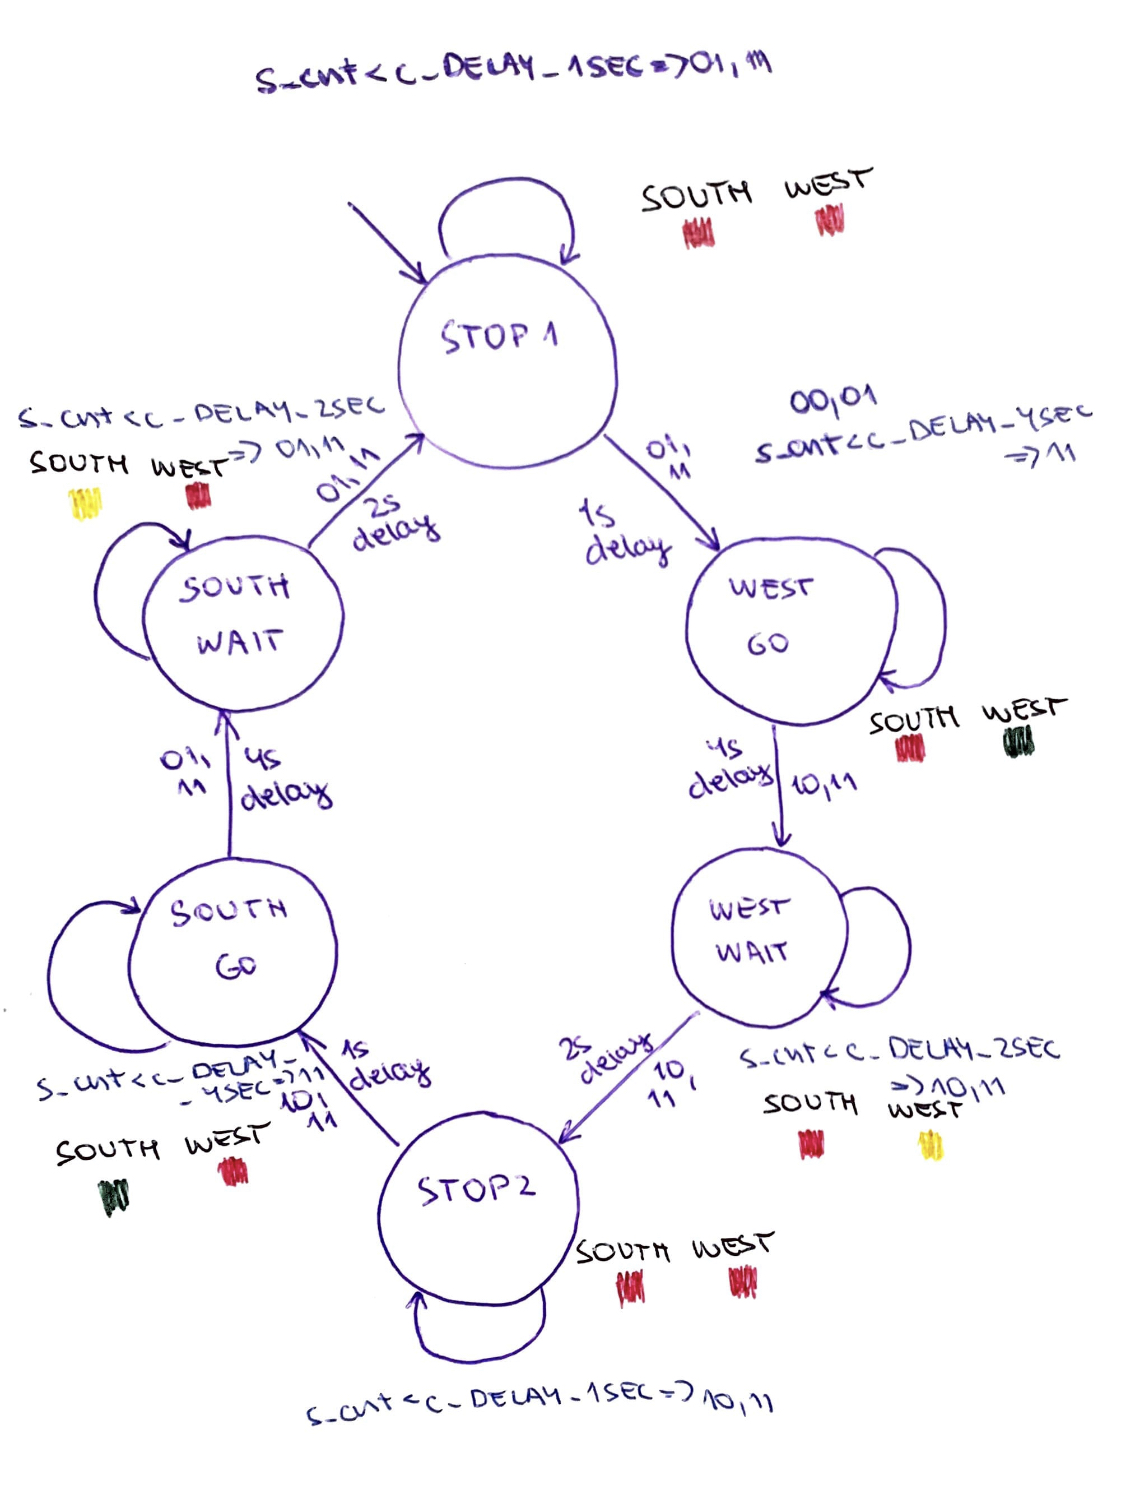 s_cnt < c_DELAY_1SEC => 01, 11
SOUTH WEST
STOP 1
s_cnt < c_DELAY_2SEC
=> 01, 11
SOUTH WEST
01, 11
2s
delay
01,
11
1s
delay
00,01
s_cnt < c_DELAY_4SEC
=> 11
SOUTH
WAIT
WEST
GO
SOUTH WEST
01,
11
4s
delay
4s
delay
10,11
SOUTH
GO
WEST
WAIT
s_cnt < c_DELAY_
- 4SEC => 11
10,
11
1s
delay
2s
delay
10,
11
s_cnt < c_DELAY_2SEC
=> 10,11
SOUTH WEST
SOUTH WEST
STOP2
SOUTH WEST
s_cnt < c_DELAY_1SEC => 10, 11